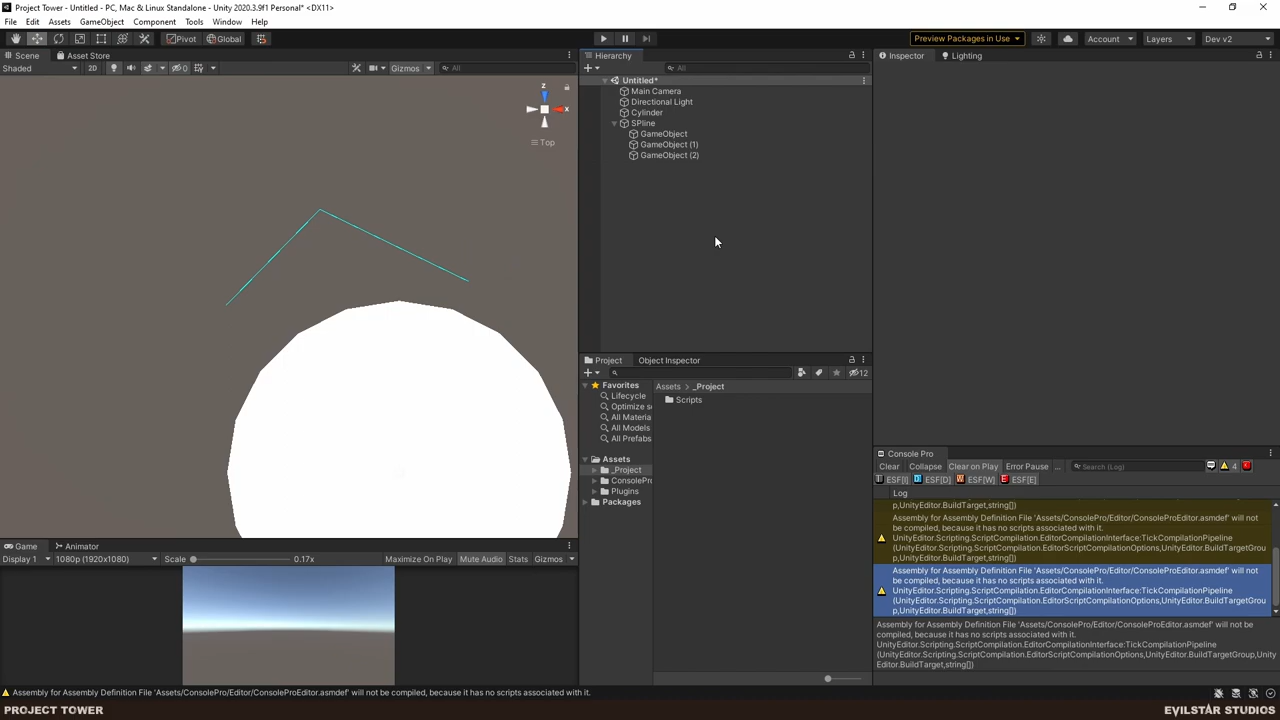 Project Tower - Untitled - PC, Mac & Linux Standalone - Unity 2020.3.9f1 Personal* <DX11>
File Edit Assets GameObject Component Tools Window Help
Pivot Global
Preview Packages in Use
Account
Layers
Dev v2
Scene
Asset Store
Shaded
2D
0
Gizmos
All
z
x
Top
Hierarchy
All
Untitled*
Main Camera
Directional Light
Cylinder
SPline
GameObject
GameObject (1)
GameObject (2)
Inspector
Lighting
Project
Object Inspector
12
Favorites
Lifecycle
Optimize s
All Materia
All Models
All Prefabs
Assets
_Project
ConsolePro
Plugins
Packages
Assets > _Project
Scripts
Console Pro
Clear Collapse Clear on Play Error Pause ... Search (Log) 4
ESF[I] ESF[D] ESF[W] ESF[E]
Log
p,UnityEditor.BuildTarget,string[])
Assembly for Assembly Definition File 'Assets/ConsolePro/Editor/ConsoleProEditor.asmdef' will not
be compiled, because it has no scripts associated with it.
UnityEditor.Scripting.ScriptCompilation.EditorCompilationInterface:TickCompilationPipeline
(UnityEditor.Scripting.ScriptCompilation.EditorScriptCompilationOptions,UnityEditor.BuildTargetGrou
p,UnityEditor.BuildTarget,string[])
Assembly for Assembly Definition File 'Assets/ConsolePro/Editor/ConsoleProEditor.asmdef' will not
be compiled, because it has no scripts associated with it.
UnityEditor.Scripting.ScriptCompilation.EditorCompilationInterface:TickCompilationPipeline
(UnityEditor.Scripting.ScriptCompilation.EditorScriptCompilationOptions,UnityEditor.BuildTargetGrou
p,UnityEditor.BuildTarget,string[])
Assembly for Assembly Definition File 'Assets/ConsolePro/Editor/ConsoleProEditor.asmdef' will not be
compiled, because it has no scripts associated with it.
UnityEditor.Scripting.ScriptCompilation.EditorCompilationInterface:TickCompilationPipeline
(UnityEditor.Scripting.ScriptCompilation.EditorScriptCompilationOptions,UnityEditor.BuildTargetGroup,Unity
Editor.BuildTarget,string[])
Game
Animator
Display 1
1080p (1920x1080)
Scale
0.17x
Maximize On Play
Mute Audio
Stats
Gizmos
Assembly for Assembly Definition File 'Assets/ConsolePro/Editor/ConsoleProEditor.asmdef' will not be compiled, because it has no scripts associated with it.
PROJECT TOWER
EVILSTAR STUDIOS